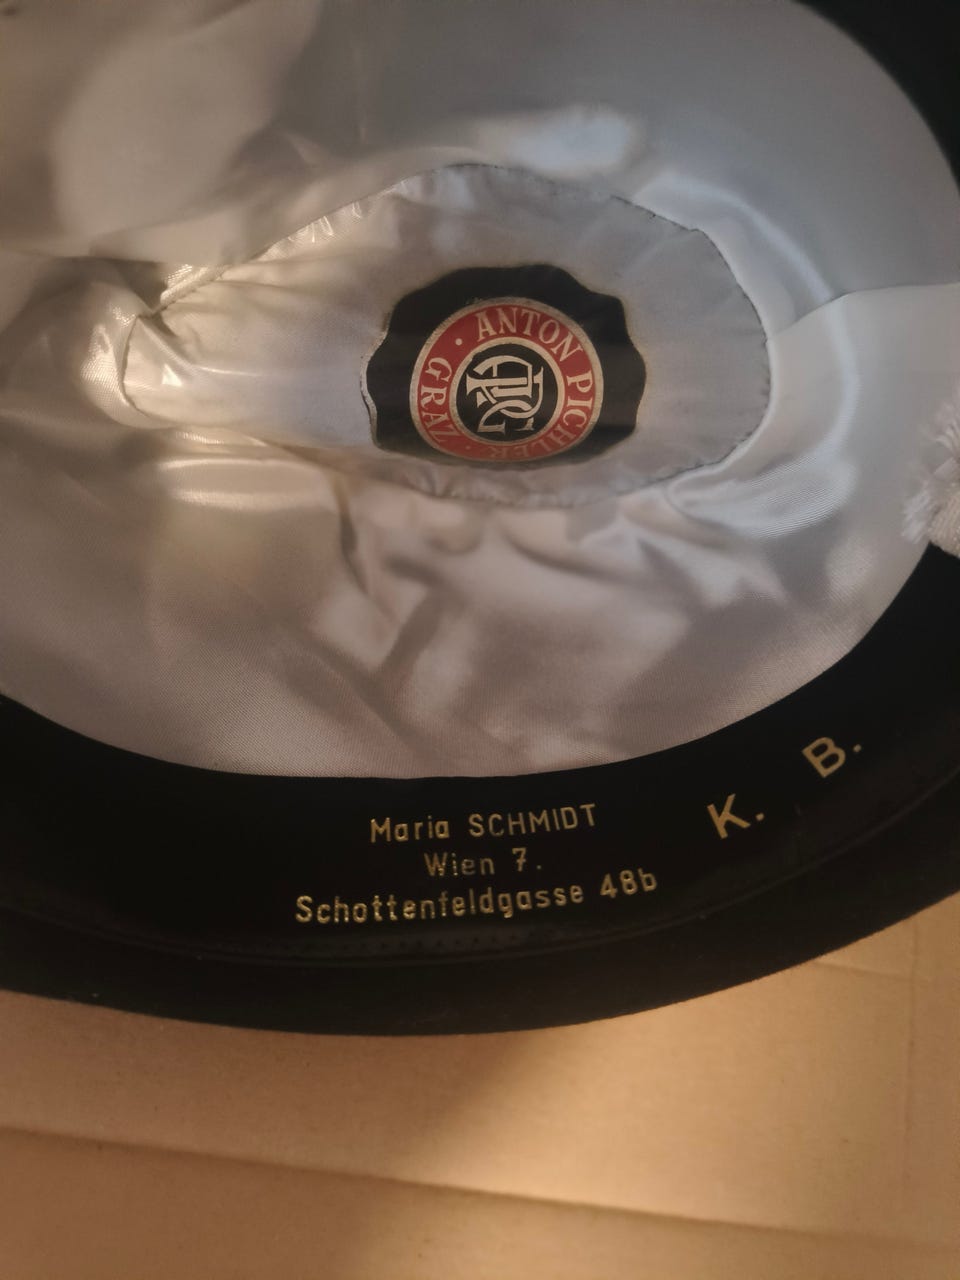 · ANTON PICHLER · GRAZ
Maria SCHMIDT
Wien 7.
Schottenfeldgasse 48b
K. B.